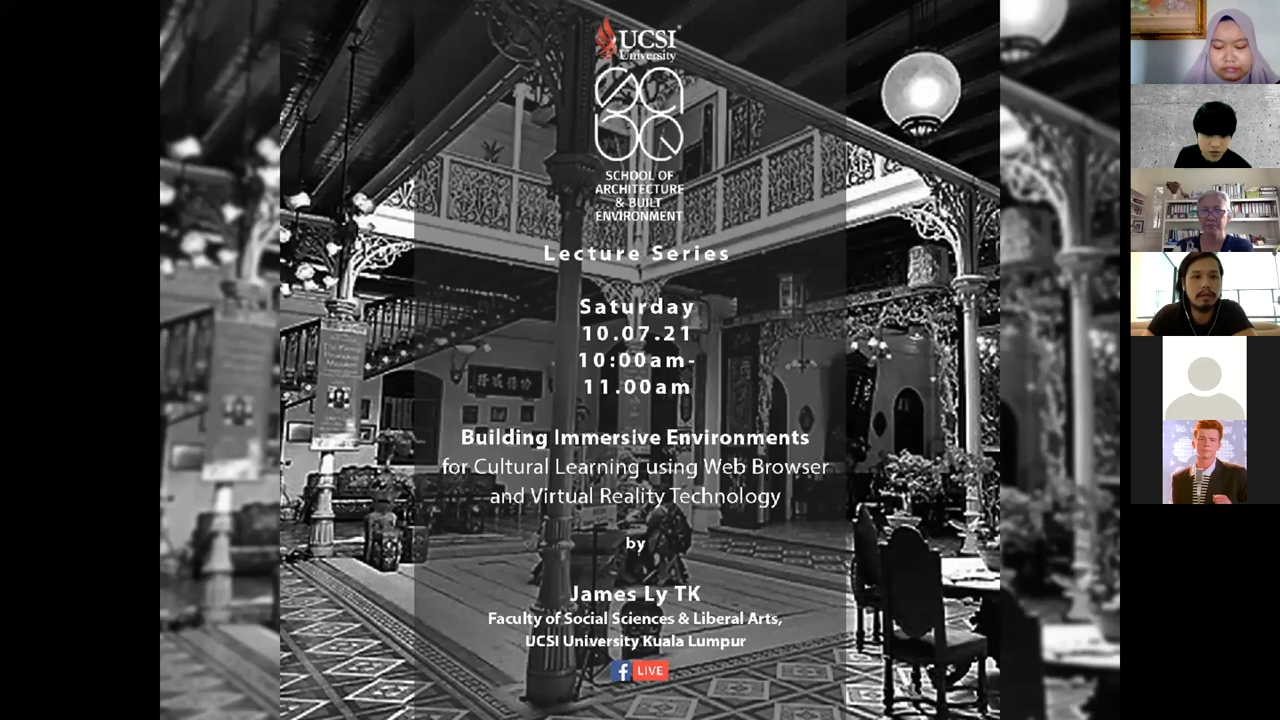 UCSI
University
SCHOOL OF
ARCHITECTURE
& BUILT
ENVIRONMENT
Lecture Series
Saturday
10.07.21
10:00am-
11.00am
Building Immersive Environments
for Cultural Learning using Web Browser
and Virtual Reality Technology
by
James Ly TK
Faculty of Social Sciences & Liberal Arts,
UCSI University Kuala Lumpur
f LIVE